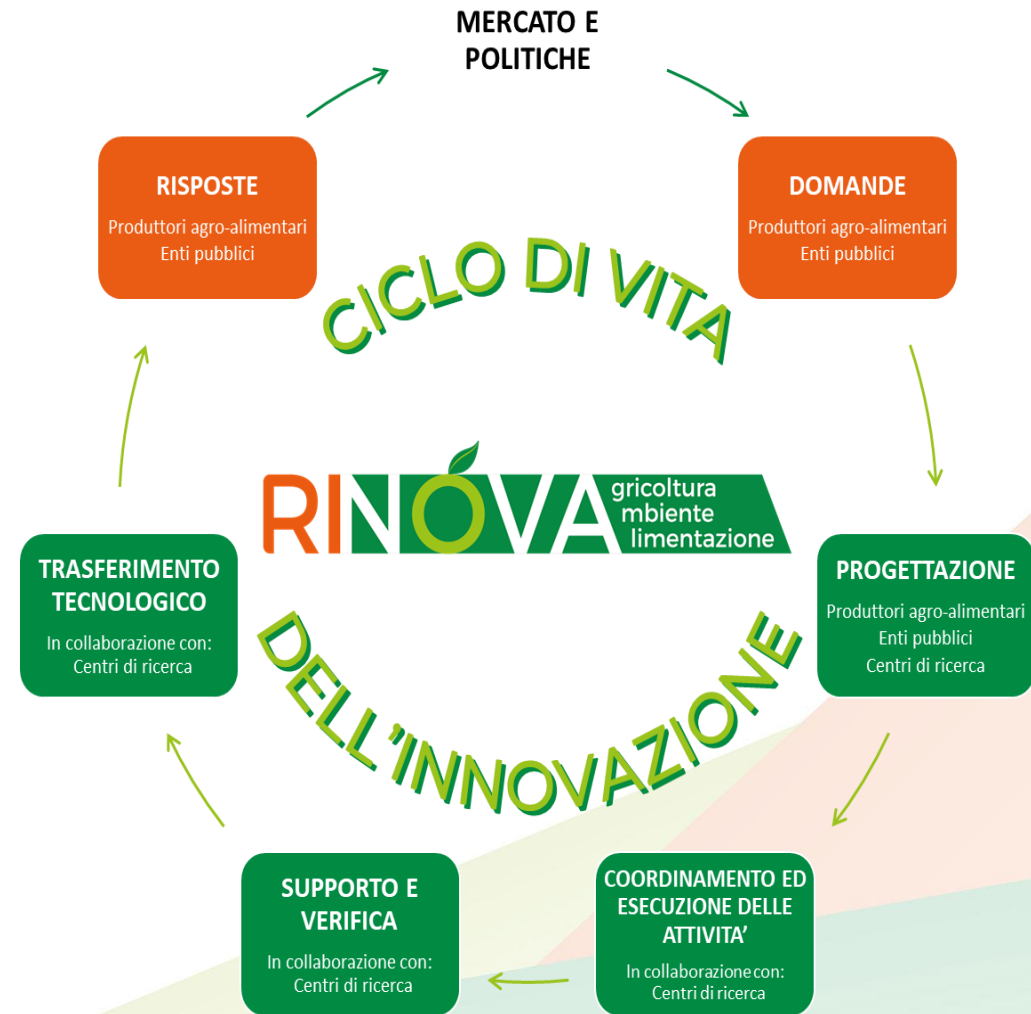 MERCATO E
POLITICHE
RISPOSTE
Produttori agro-alimentari
Enti pubblici
DOMANDE
Produttori agro-alimentari
Enti pubblici
CICLO DI VITA
RINOVA
gricoltura
mbiente
limentazione
TRASFERIMENTO
TECNOLOGICO
In collaborazione con:
Centri di ricerca
PROGETTAZIONE
Produttori agro-alimentari
Enti pubblici
Centri di ricerca
DELL'INNOVAZIONE
SUPPORTO E
VERIFICA
In collaborazione con:
Centri di ricerca
COORDINAMENTO ED
ESECUZIONE DELLE
ATTIVITA’
In collaborazione con:
Centri di ricerca